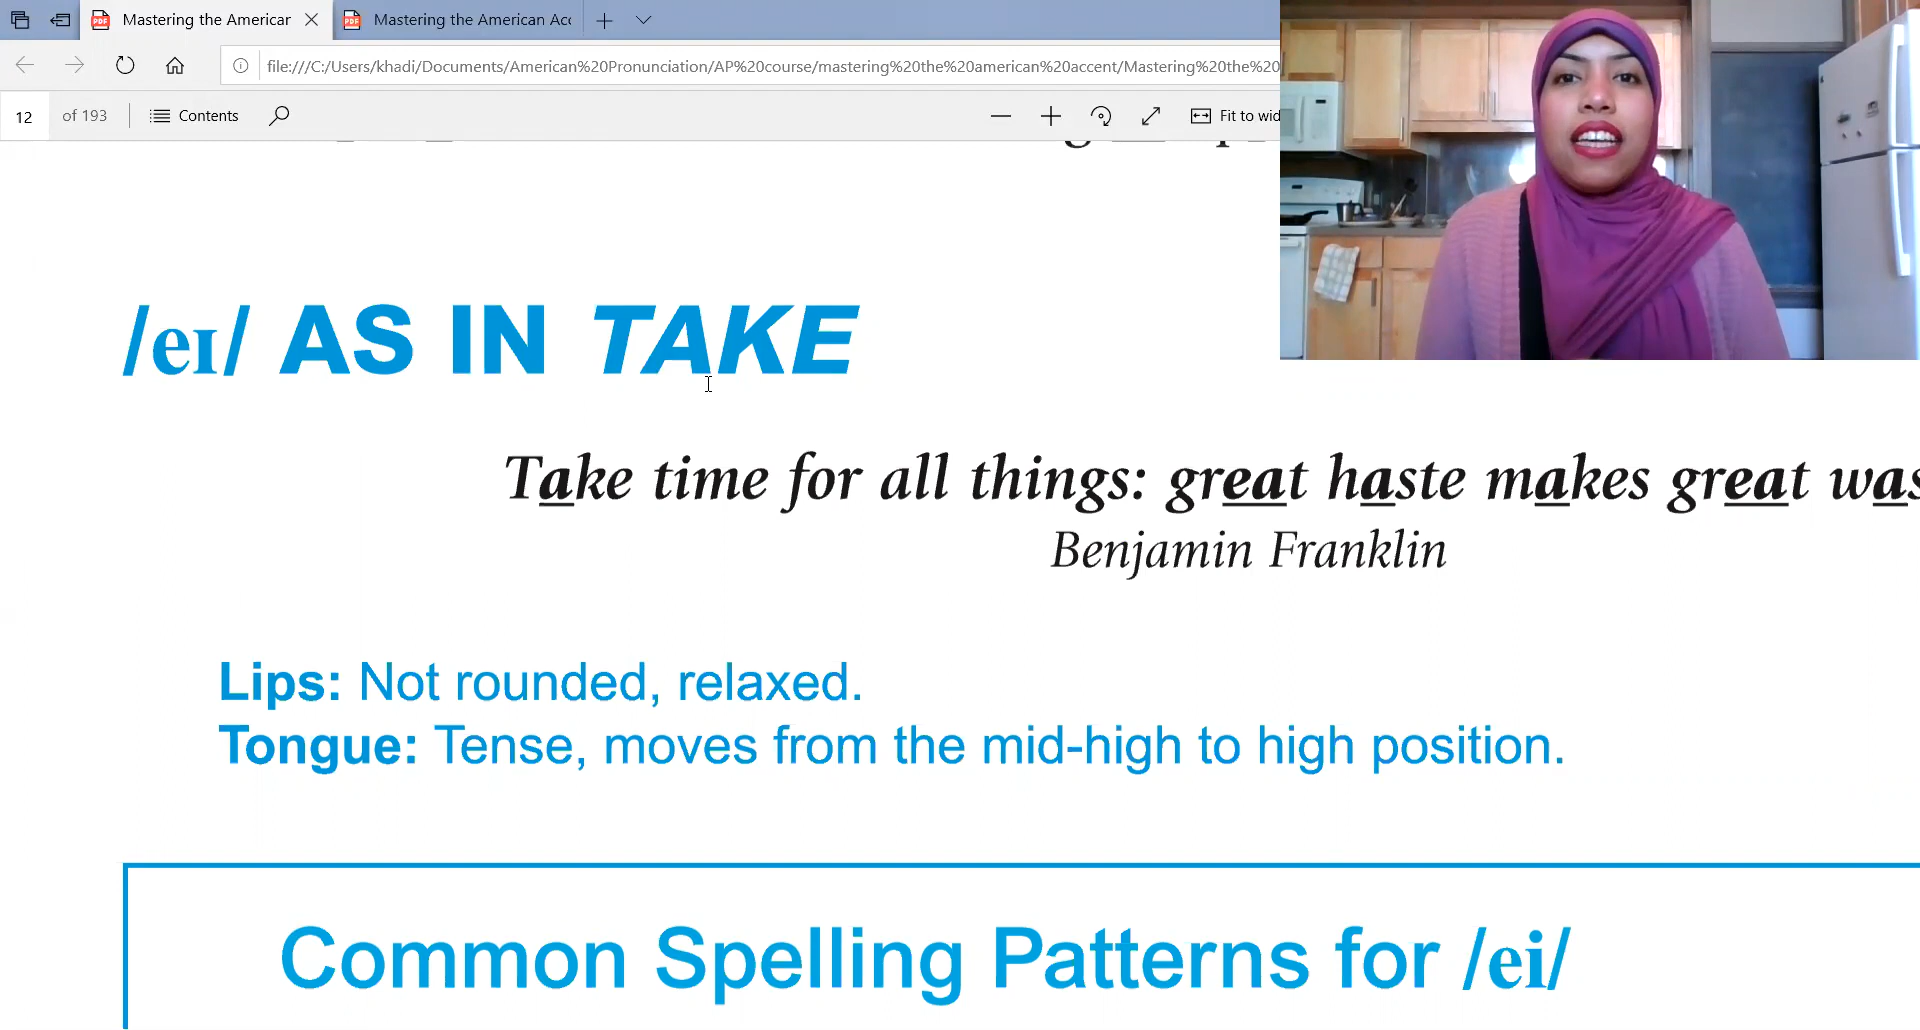 Mastering the American
Mastering the American Acc
file:///C:/Users/khadi/Documents/American%20Pronunciation/AP%20course/mastering%20the%20american%20accent/Mastering%20the%20
12 of 193 Contents Fit to wid
/eɪ/ AS IN TAKE
Take time for all things: great haste makes great was
Benjamin Franklin
Lips: Not rounded, relaxed.
Tongue: Tense, moves from the mid-high to high position.
Common Spelling Patterns for /ei/